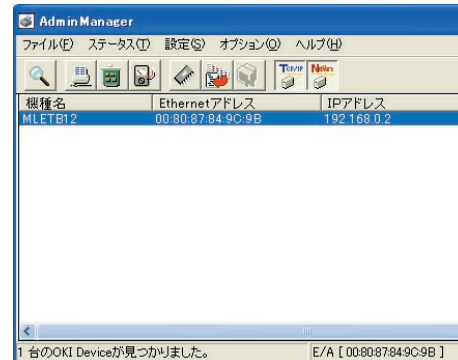 AdminManager
ファイル(F) ステータス(T) 設定(S) オプション(O) ヘルプ(H)
TCP/IP
機種名 Ethernetアドレス IPアドレス
MLETB12 00:80:87:84:9C:9B 192.168.0.2
1 台のOKI Deviceが見つかりました。 E/A [ 00:80:87:84:9C:9B ]